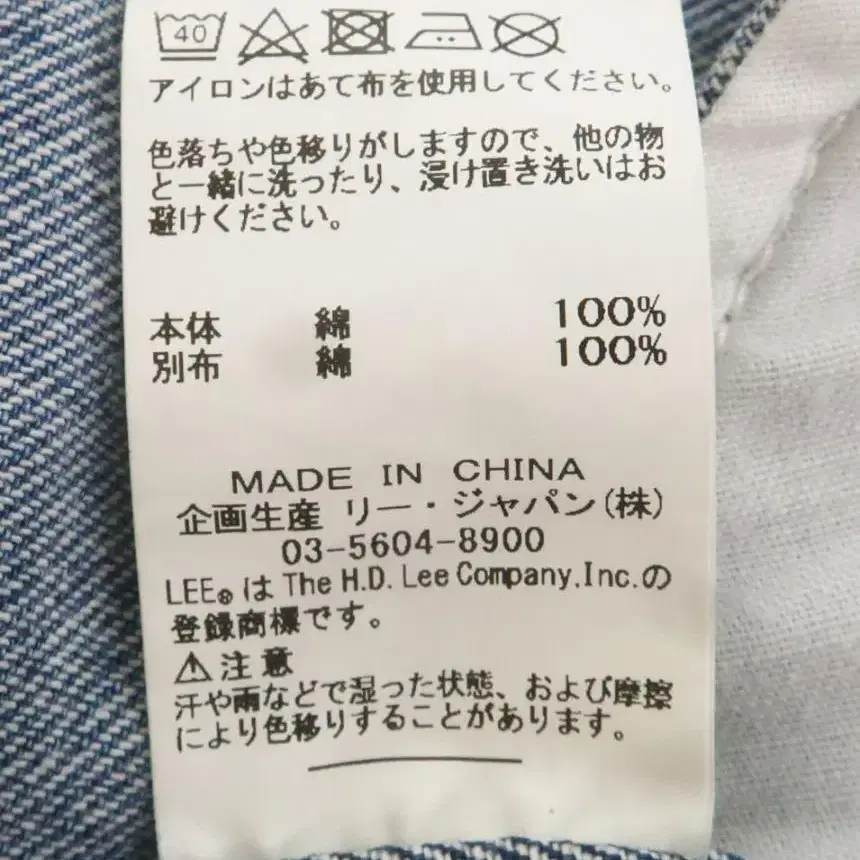 40
アイロンはあて布を使用してください。
色落ちや色移りがしますので、他の物
と一緒に洗ったり、浸け置き洗いはお
避けください。
本体 綿 100%
別布 綿 100%
MADE IN CHINA
企画生産 リー・ジャパン(株)
03-5604-8900
LEE®は The H.D. Lee Company,Inc.の
登録商標です。
⚠注意
汗や雨などで湿った状態、および摩擦
により色移りすることがあります。